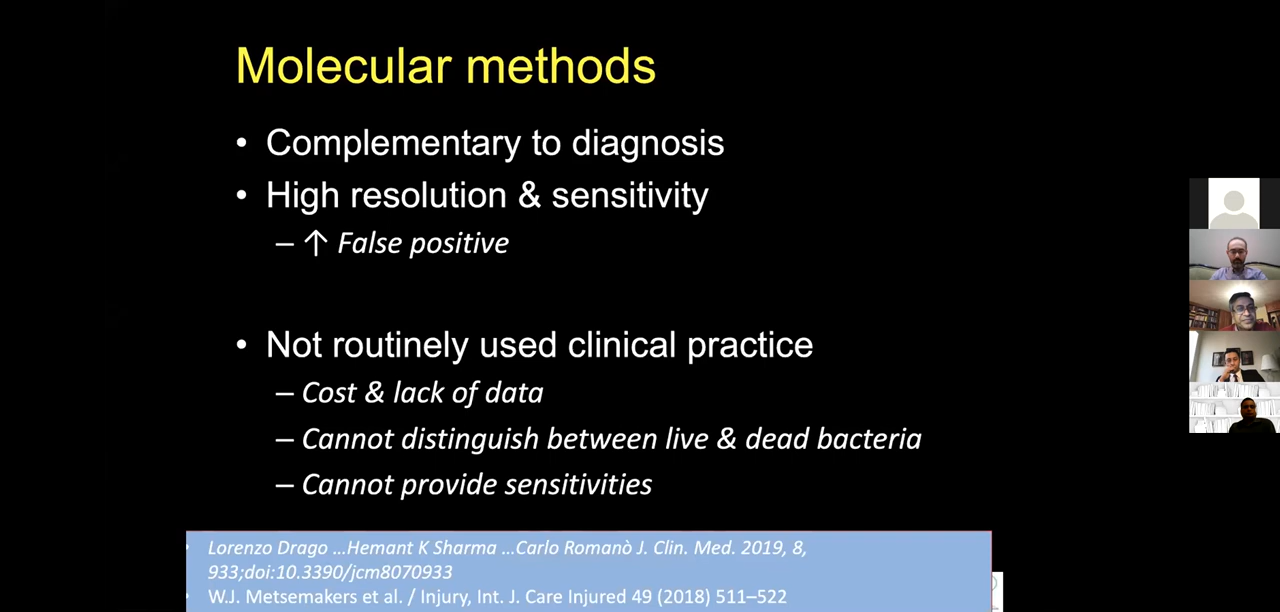 Molecular methods
• Complementary to diagnosis
• High resolution & sensitivity
– ↑ False positive
• Not routinely used clinical practice
– Cost & lack of data
– Cannot distinguish between live & dead bacteria
– Cannot provide sensitivities
• Lorenzo Drago ...Hemant K Sharma ...Carlo Romanò J. Clin. Med. 2019, 8,
933;doi:10.3390/jcm8070933
• W.J. Metsemakers et al. / Injury, Int. J. Care Injured 49 (2018) 511–522